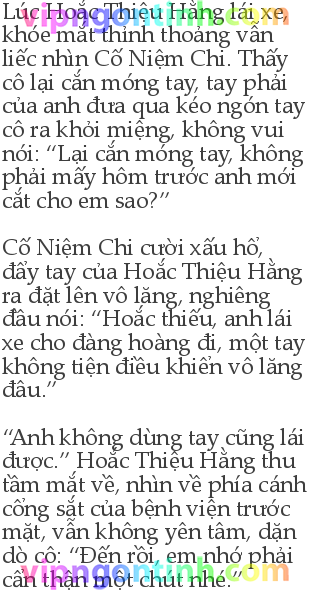 Lúc Hoắc Thiệu Hằng lái xe,
khóe mắt thỉnh thoảng vẫn
liếc nhìn Cố Niệm Chi. Thấy
cô lại cắn móng tay, tay phải
của anh đưa qua kéo ngón tay
cô ra khỏi miệng, không vui
nói: “Lại cắn móng tay, không
phải mấy hôm trước anh mới
cắt cho em sao?”
Cố Niệm Chi cười xấu hổ,
đẩy tay của Hoắc Thiệu Hằng
ra đặt lên vô lăng, nghiêng
đầu nói: “Hoắc thiếu, anh lái
xe cho đàng hoàng đi, một tay
không tiện điều khiển vô lăng
đâu.”
“Anh không dùng tay cũng lái
được.” Hoắc Thiệu Hằng thu
tầm mắt về, nhìn về phía cánh
cổng sắt của bệnh viện trước
mặt, vẫn không yên tâm, dặn
dò cô: “Đến rồi, em nhớ phải
cẩn thận một chút nhé.”
vipngontinh.com
vipngontinh.com